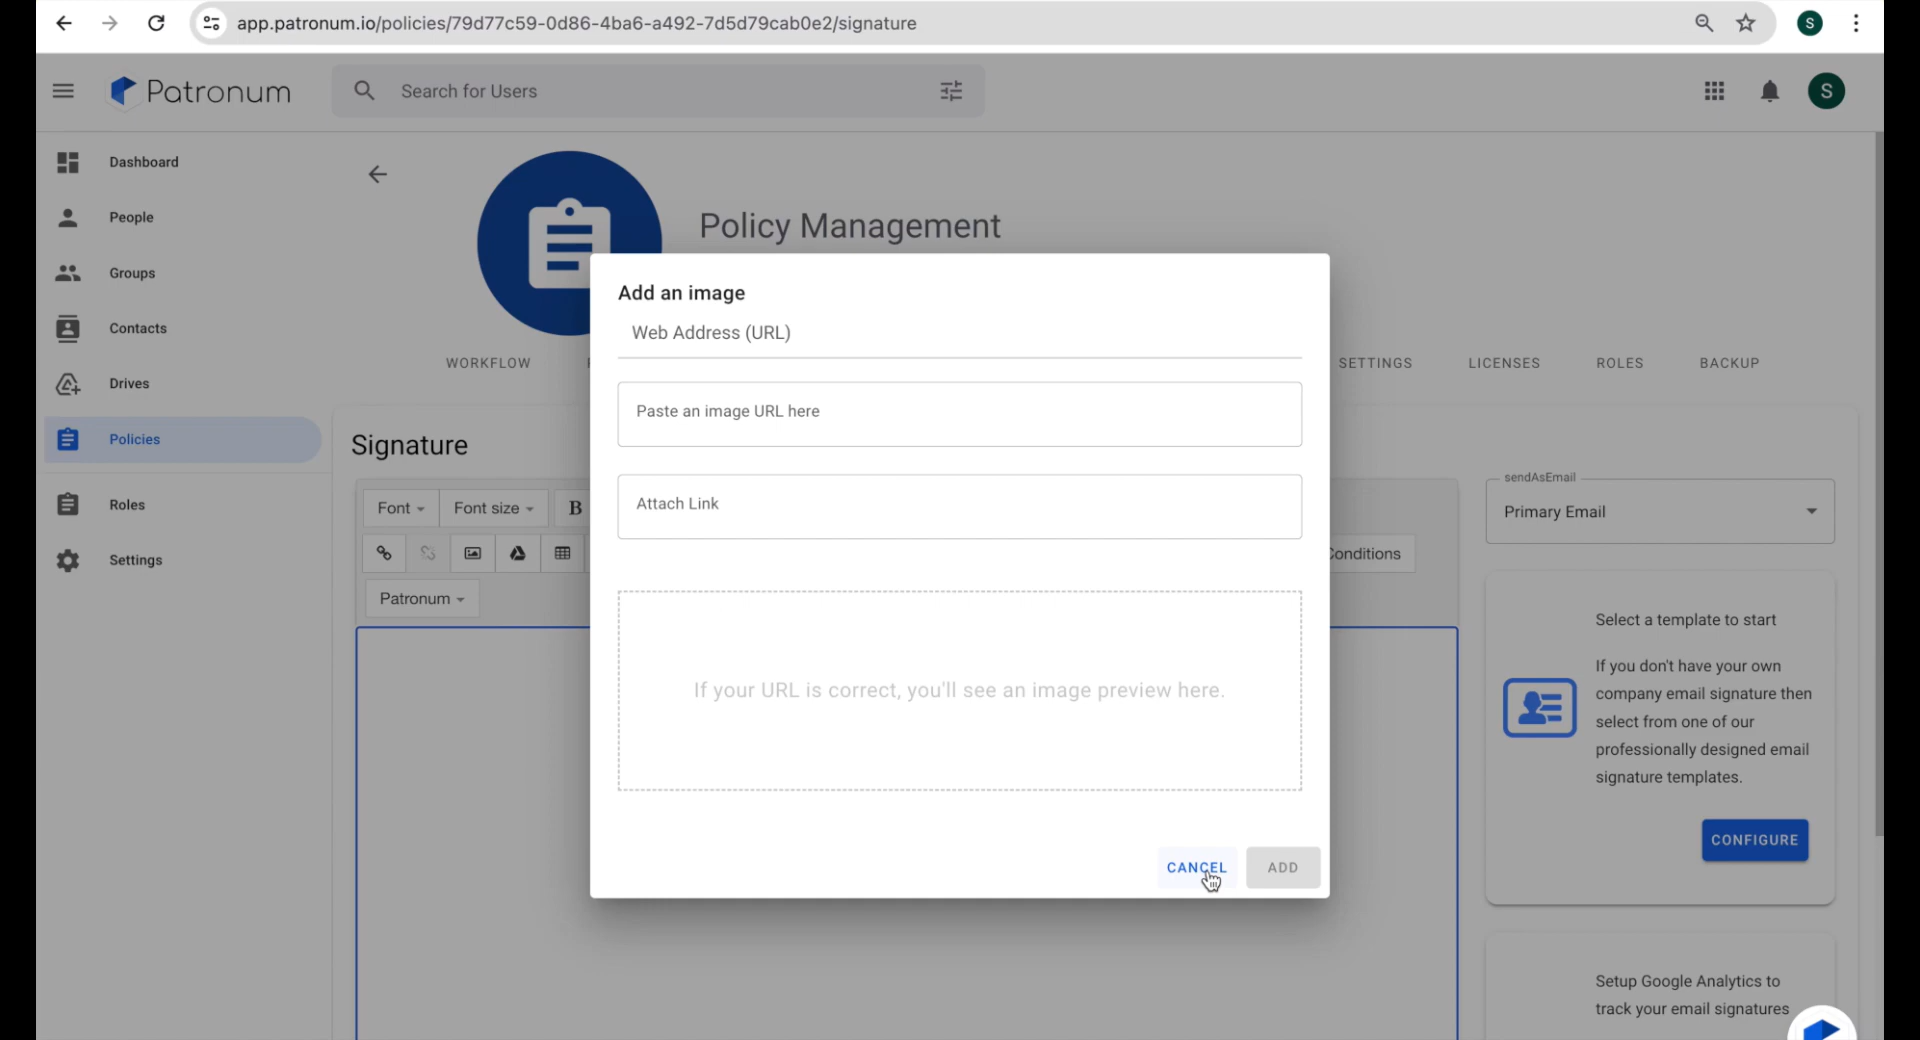 app.patronum.io/policies/79d77c59-0d86-4ba6-a492-7d5d79cab0e2/signature
S
Patronum
Search for Users
S
Dashboard
People
Groups
Contacts
Drives
Policies
Roles
Settings
Policy Management
WORKFLOW
SETTINGS
LICENSES
ROLES
BACKUP
Add an image
Web Address (URL)
Paste an image URL here
Attach Link
If your URL is correct, you'll see an image preview here.
CANCEL
ADD
Signature
Font
Font size
B
Conditions
Patronum
sendAsEmail
Primary Email
Select a template to start
If you don't have your own
company email signature then
select from one of our
professionally designed email
signature templates.
CONFIGURE
Setup Google Analytics to
track your email signatures